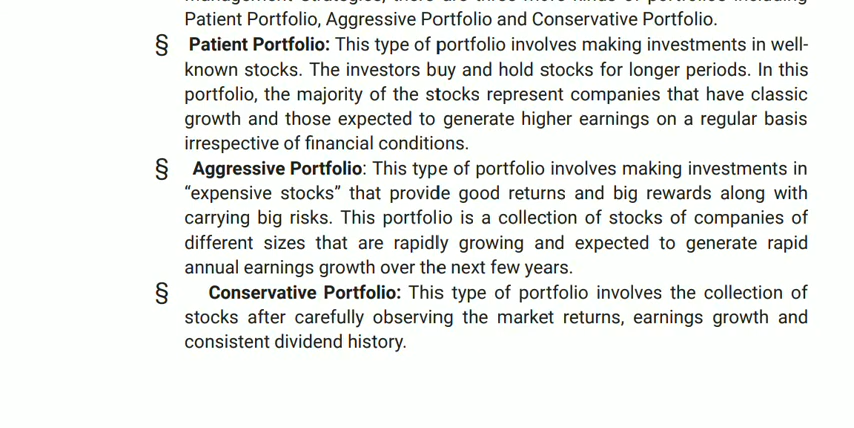 Patient Portfolio, Aggressive Portfolio and Conservative Portfolio.
§ Patient Portfolio: This type of portfolio involves making investments in well-
known stocks. The investors buy and hold stocks for longer periods. In this
portfolio, the majority of the stocks represent companies that have classic
growth and those expected to generate higher earnings on a regular basis
irrespective of financial conditions.
§ Aggressive Portfolio: This type of portfolio involves making investments in
“expensive stocks” that provide good returns and big rewards along with
carrying big risks. This portfolio is a collection of stocks of companies of
different sizes that are rapidly growing and expected to generate rapid
annual earnings growth over the next few years.
§ Conservative Portfolio: This type of portfolio involves the collection of
stocks after carefully observing the market returns, earnings growth and
consistent dividend history.